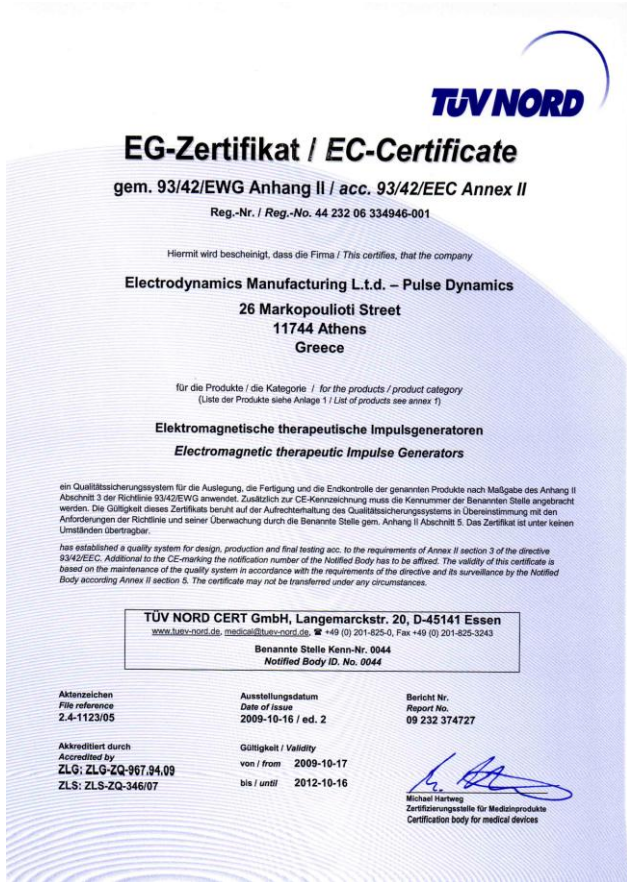 TÜV NORD
EG-Zertifikat / EC-Certificate
gem. 93/42/EWG Anhang II / acc. 93/42/EEC Annex II
Reg.-Nr. / Reg.-No. 44 232 06 334946-001
Hiermit wird bescheinigt, dass die Firma / This certifies, that the company
Electrodynamics Manufacturing L.t.d. – Pulse Dynamics
26 Markopoulioti Street
11744 Athens
Greece
für die Produkte / die Kategorie / for the products / product category
(Liste der Produkte siehe Anlage 1 / List of products see annex 1)
Elektromagnetische therapeutische Impulsgeneratoren
Electromagnetic therapeutic Impulse Generators
ein Qualitätssicherungssystem für die Auslegung, die Fertigung und die Endkontrolle der genannten Produkte nach Maßgabe des Anhang II
Abschnitt 3 der Richtlinie 93/42/EWG anwendet. Zusätzlich zur CE-Kennzeichnung muss die Kennummer der Benannten Stelle angebracht
werden. Die Gültigkeit dieses Zertifikats beruht auf der Aufrechterhaltung des Qualitätssicherungssystems in Übereinstimmung mit den
Anforderungen der Richtlinie und seiner Überwachung durch die Benannte Stelle gem. Anhang II Abschnitt 5. Das Zertifikat ist unter keinen
Umständen übertragbar.
has established a quality system for design, production and final testing acc. to the requirements of Annex II section 3 of the directive
93/42/EEC. Additional to the CE-marking the notification number of the Notified Body has to be affixed. The validity of this certificate is
based on the maintenance of the quality system in accordance with the requirements of the directive and its surveillance by the Notified
Body according Annex II section 5. The certificate may not be transferred under any circumstances.
TÜV NORD CERT GmbH, Langemarckstr. 20, D-45141 Essen
www.tuev-nord.de, medical@tuev-nord.de, ☎ +49 (0) 201-825-0, Fax +49 (0) 201-825-3243
Benannte Stelle Kenn-Nr. 0044
Notified Body ID. No. 0044
Aktenzeichen
File reference
2.4-1123/05
Ausstellungsdatum
Date of issue
2009-10-16 / ed. 2
Bericht Nr.
Report No.
09 232 374727
Akkreditiert durch
Accredited by
ZLG: ZLG-ZQ-967.94.09
ZLS: ZLS-ZQ-346/07
Gültigkeit / Validity
von / from 2009-10-17
bis / until 2012-10-16
Michael Hartweg
Zertifizierungsstelle für Medizinprodukte
Certification body for medical devices